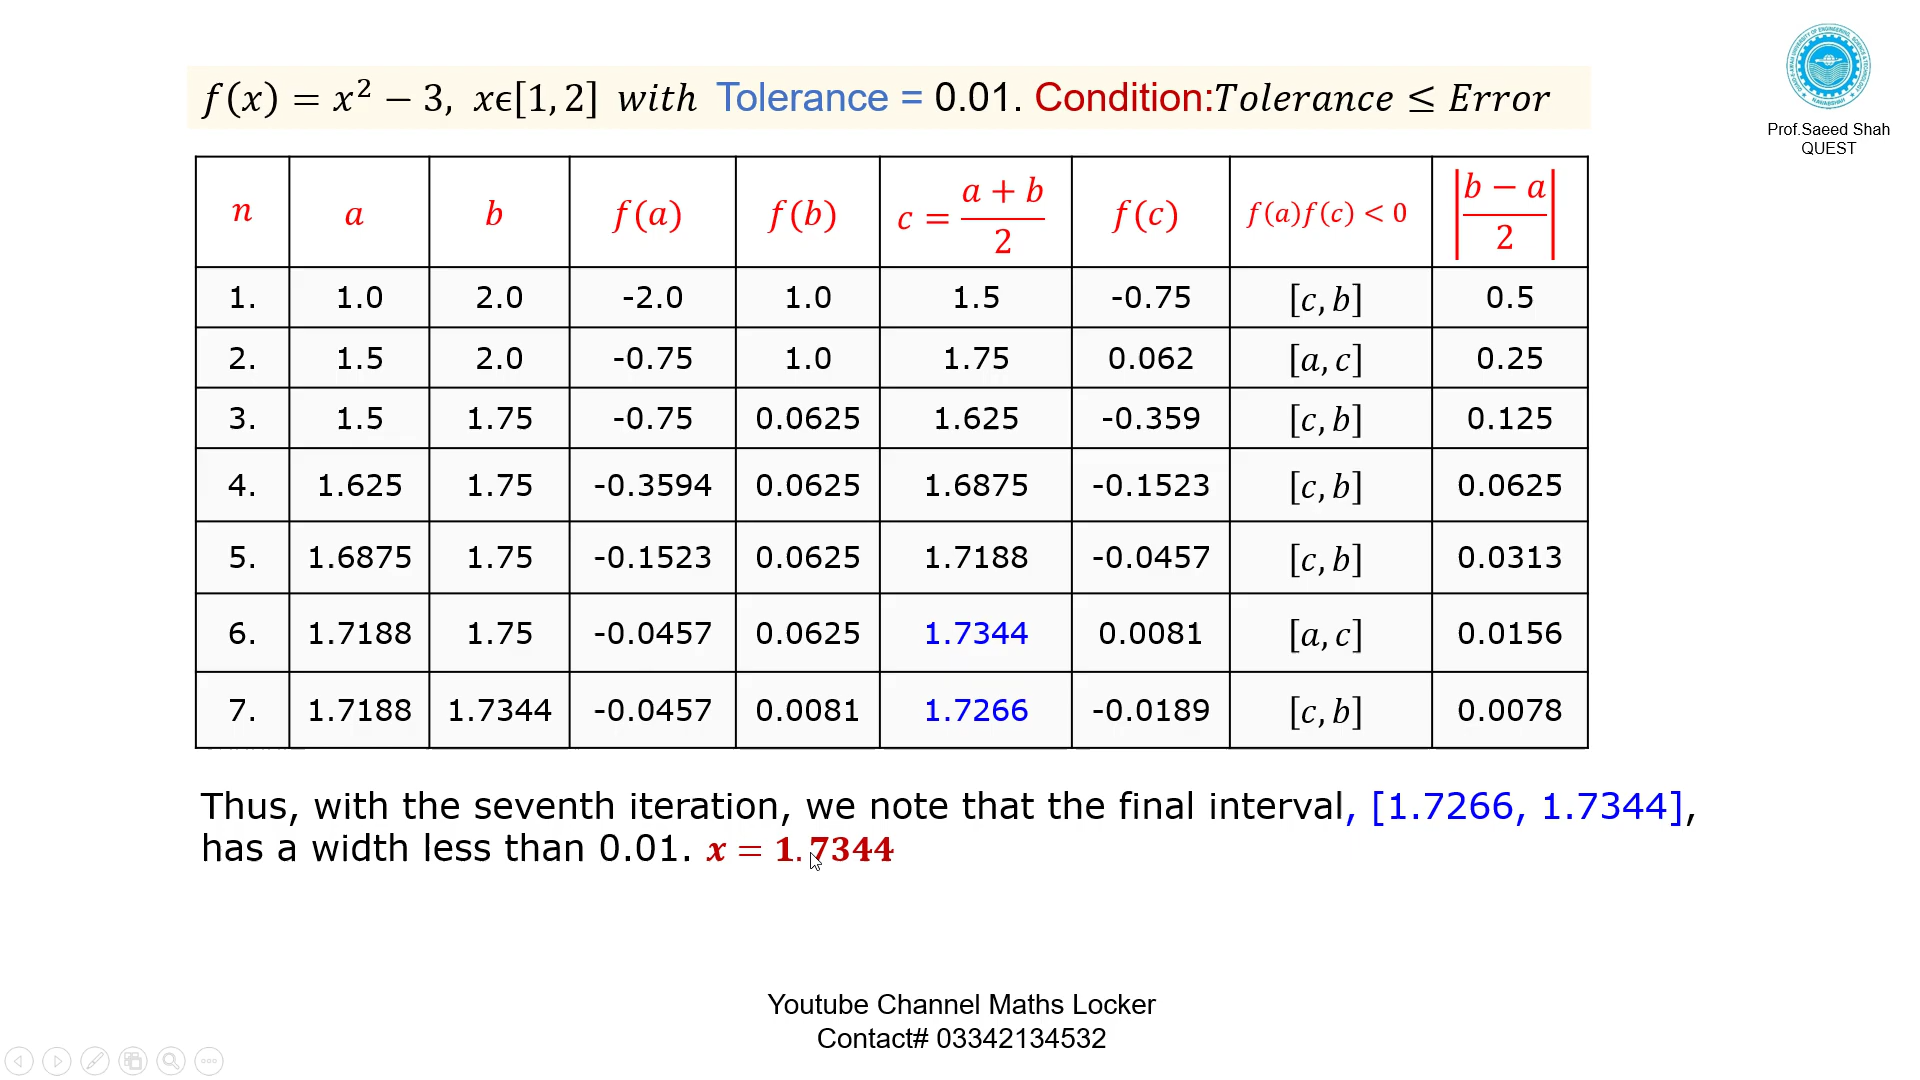 f(x) = x² − 3, xϵ[1, 2] with Tolerance = 0.01. Condition:Tolerance ≤ Error
Prof.Saeed Shah
QUEST
n a b f(a) f(b) c = (a + b)/2 f(c) f(a)f(c) < 0 |(b − a)/2|
1. 1.0 2.0 -2.0 1.0 1.5 -0.75 [c, b] 0.5
2. 1.5 2.0 -0.75 1.0 1.75 0.062 [a, c] 0.25
3. 1.5 1.75 -0.75 0.0625 1.625 -0.359 [c, b] 0.125
4. 1.625 1.75 -0.3594 0.0625 1.6875 -0.1523 [c, b] 0.0625
5. 1.6875 1.75 -0.1523 0.0625 1.7188 -0.0457 [c, b] 0.0313
6. 1.7188 1.75 -0.0457 0.0625 1.7344 0.0081 [a, c] 0.0156
7. 1.7188 1.7344 -0.0457 0.0081 1.7266 -0.0189 [c, b] 0.0078
Thus, with the seventh iteration, we note that the final interval, [1.7266, 1.7344],
has a width less than 0.01. x = 1.7344
Youtube Channel Maths Locker
Contact# 03342134532